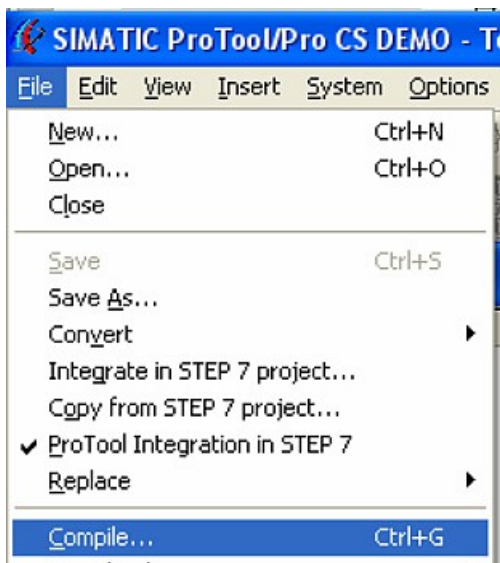 SIMATIC ProTool/Pro CS DEMO -
File Edit View Insert System Options
New... Ctrl+N
Open... Ctrl+O
Close
Save Ctrl+S
Save As...
Convert
Integrate in STEP 7 project...
Copy from STEP 7 project...
ProTool Integration in STEP 7
Replace
Compile... Ctrl+G